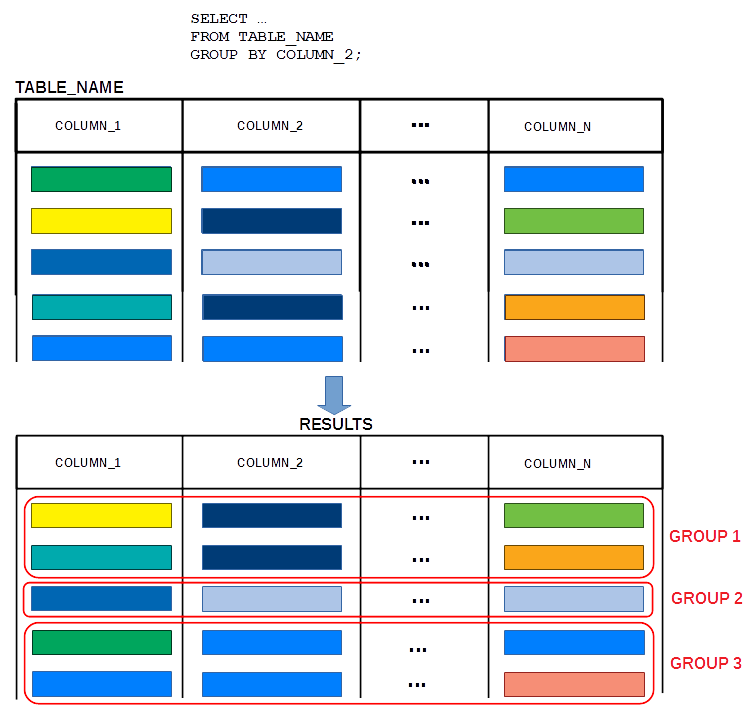 SELECT …
FROM TABLE_NAME
GROUP BY COLUMN_2;
TABLE_NAME
COLUMN_1 COLUMN_2 ... COLUMN_N
...
...
...
...
...
RESULTS
COLUMN_1 COLUMN_2 ... COLUMN_N
...
GROUP 1
...
... GROUP 2
...
GROUP 3
...